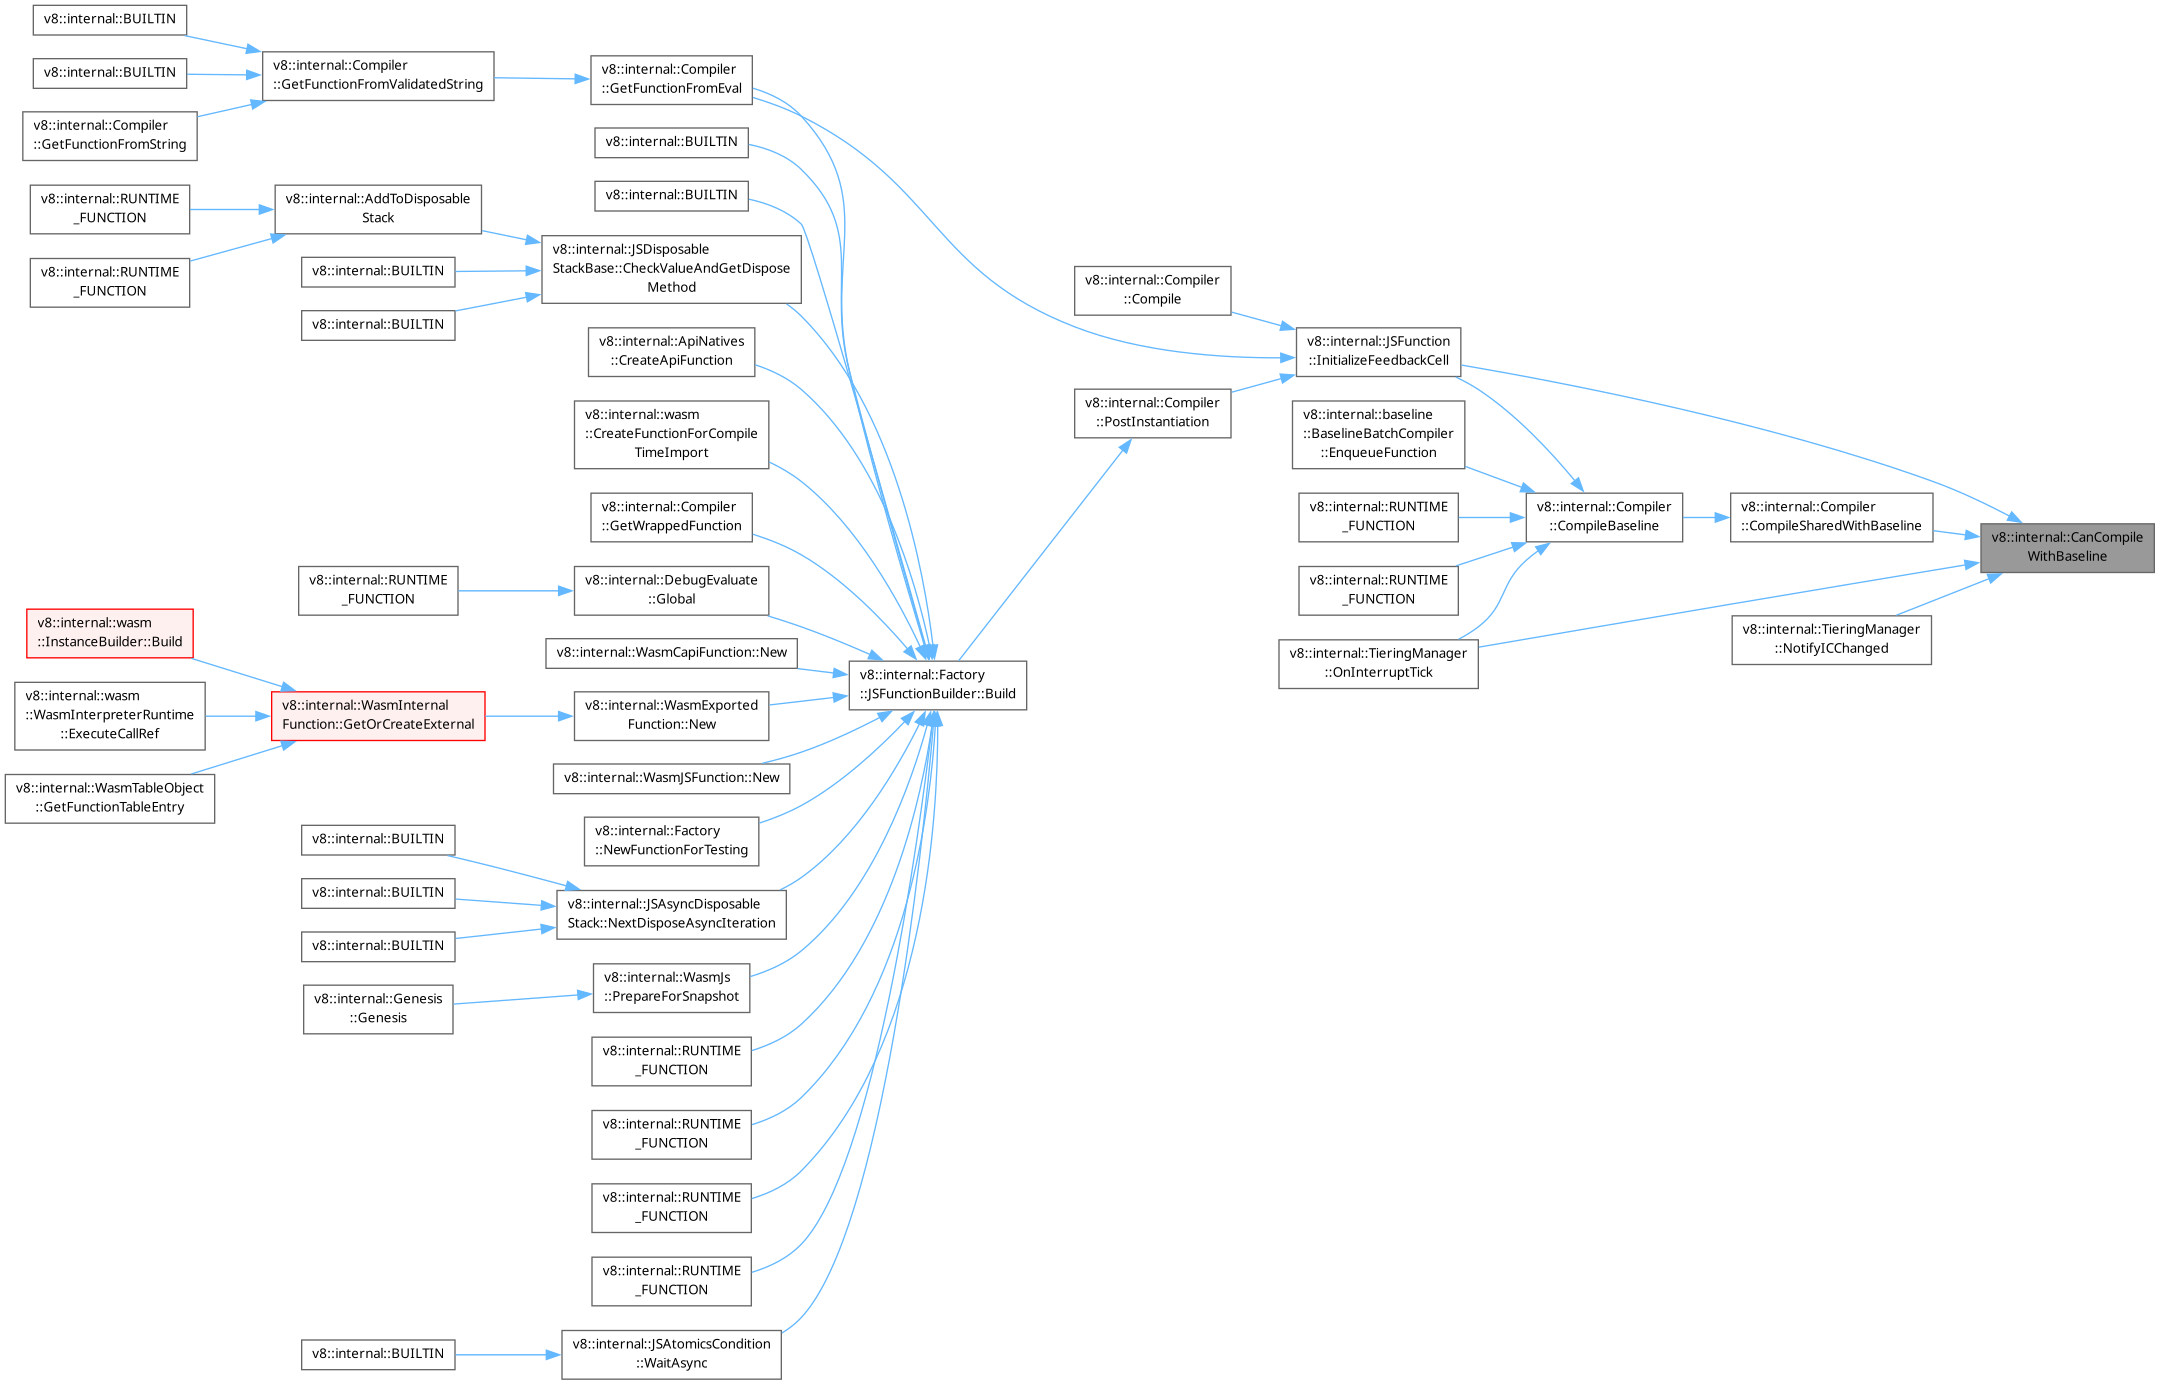 v8::internal::BUILTIN
v8::internal::BUILTIN
v8::internal::Compiler
::GetFunctionFromString
v8::internal::RUNTIME
_FUNCTION
v8::internal::RUNTIME
_FUNCTION
v8::internal::wasm
::InstanceBuilder::Build
v8::internal::wasm
::WasmInterpreterRuntime
::ExecuteCallRef
v8::internal::WasmTableObject
::GetFunctionTableEntry
v8::internal::Compiler
::GetFunctionFromValidatedString
v8::internal::AddToDisposable
Stack
v8::internal::BUILTIN
v8::internal::BUILTIN
v8::internal::RUNTIME
_FUNCTION
v8::internal::WasmInternal
Function::GetOrCreateExternal
v8::internal::BUILTIN
v8::internal::BUILTIN
v8::internal::BUILTIN
v8::internal::Genesis
::Genesis
v8::internal::BUILTIN
v8::internal::Compiler
::GetFunctionFromEval
v8::internal::BUILTIN
v8::internal::BUILTIN
v8::internal::JSDisposable
StackBase::CheckValueAndGetDispose
Method
v8::internal::ApiNatives
::CreateApiFunction
v8::internal::wasm
::CreateFunctionForCompile
TimeImport
v8::internal::Compiler
::GetWrappedFunction
v8::internal::DebugEvaluate
::Global
v8::internal::WasmCapiFunction::New
v8::internal::WasmExported
Function::New
v8::internal::WasmJSFunction::New
v8::internal::Factory
::NewFunctionForTesting
v8::internal::JSAsyncDisposable
Stack::NextDisposeAsyncIteration
v8::internal::WasmJs
::PrepareForSnapshot
v8::internal::RUNTIME
_FUNCTION
v8::internal::RUNTIME
_FUNCTION
v8::internal::RUNTIME
_FUNCTION
v8::internal::RUNTIME
_FUNCTION
v8::internal::JSAtomicsCondition
::WaitAsync
v8::internal::Factory
::JSFunctionBuilder::Build
v8::internal::Compiler
::Compile
v8::internal::Compiler
::PostInstantiation
v8::internal::JSFunction
::InitializeFeedbackCell
v8::internal::baseline
::BaselineBatchCompiler
::EnqueueFunction
v8::internal::RUNTIME
_FUNCTION
v8::internal::RUNTIME
_FUNCTION
v8::internal::TieringManager
::OnInterruptTick
v8::internal::Compiler
::CompileBaseline
v8::internal::Compiler
::CompileSharedWithBaseline
v8::internal::TieringManager
::NotifyICChanged
v8::internal::CanCompile
WithBaseline